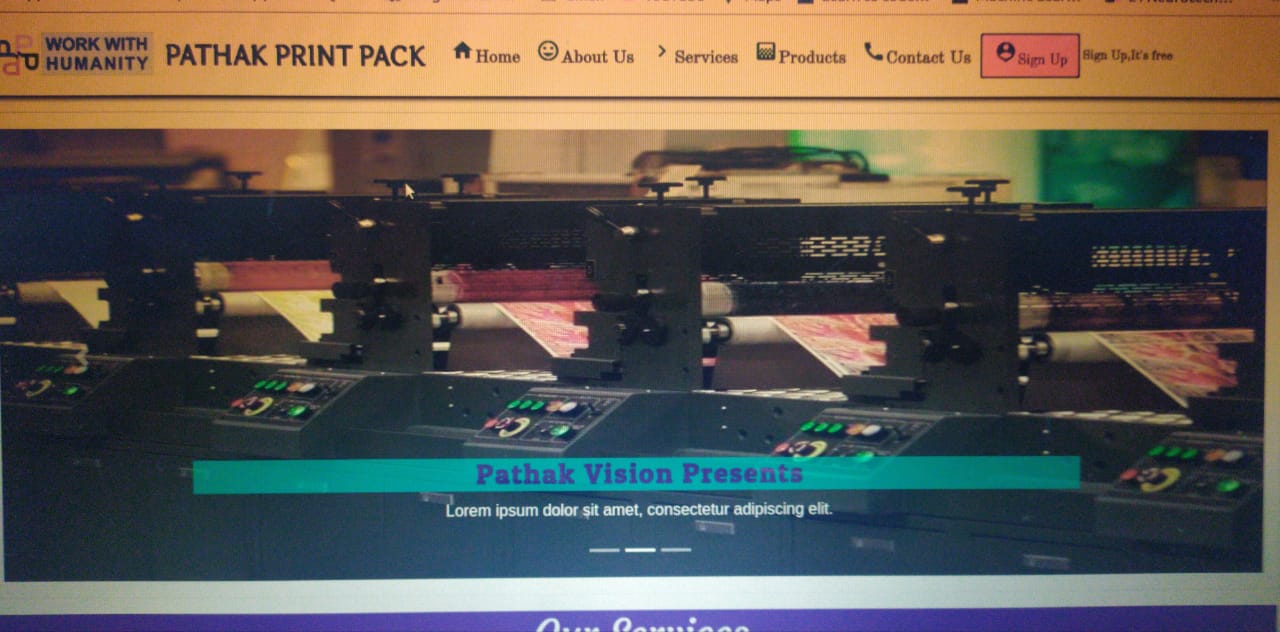 WORK WITH
HUMANITY
PATHAK PRINT PACK
Home
About Us
Services
Products
Contact Us
Sign Up
Sign Up,It's free
Pathak Vision Presents
Lorem ipsum dolor sit amet, consectetur adipiscing elit.
Our Services